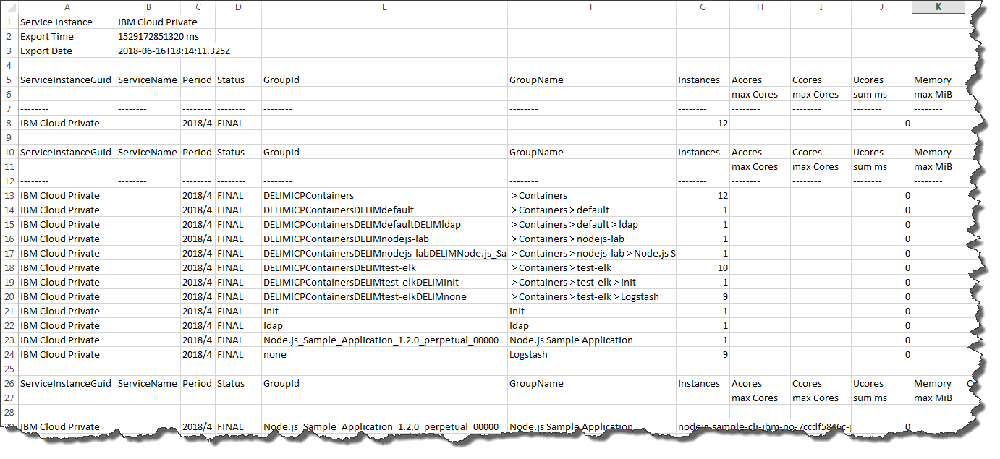 A B C D E F G H I J K
1 Service Instance IBM Cloud Private
2 Export Time 1529172851320 ms
3 Export Date 2018-06-16T18:14:11.325Z
4
5 ServiceInstanceGuid ServiceName Period Status GroupId GroupName Instances Acores Ccores Ucores Memory
6 max Cores max Cores sum ms max MiB
7 -------- -------- -------- -------- -------- -------- -------- -------- -------- -------- --------
8 IBM Cloud Private 2018/4 FINAL 12 0
9
10 ServiceInstanceGuid ServiceName Period Status GroupId GroupName Instances Acores Ccores Ucores Memory
11 max Cores max Cores sum ms max MiB
12 -------- -------- -------- -------- -------- -------- -------- -------- -------- -------- --------
13 IBM Cloud Private 2018/4 FINAL DELIMICPContainers > Containers 12 0
14 IBM Cloud Private 2018/4 FINAL DELIMICPContainersDELIMdefault > Containers > default 1 0
15 IBM Cloud Private 2018/4 FINAL DELIMICPContainersDELIMdefaultDELIMldap > Containers > default > ldap 1 0
16 IBM Cloud Private 2018/4 FINAL DELIMICPContainersDELIMnodejs-lab > Containers > nodejs-lab 1 0
17 IBM Cloud Private 2018/4 FINAL DELIMICPContainersDELIMnodejs-labDELIMNode.js_Sa > Containers > nodejs-lab > Node.js S 1 0
18 IBM Cloud Private 2018/4 FINAL DELIMICPContainersDELIMtest-elk > Containers > test-elk 10 0
19 IBM Cloud Private 2018/4 FINAL DELIMICPContainersDELIMtest-elkDELIMinit > Containers > test-elk > init 1 0
20 IBM Cloud Private 2018/4 FINAL DELIMICPContainersDELIMtest-elkDELIMnone > Containers > test-elk > Logstash 9 0
21 IBM Cloud Private 2018/4 FINAL init init 1 0
22 IBM Cloud Private 2018/4 FINAL ldap ldap 1 0
23 IBM Cloud Private 2018/4 FINAL Node.js_Sample_Application_1.2.0_perpetual_00000 Node.js Sample Application 1 0
24 IBM Cloud Private 2018/4 FINAL none Logstash 9 0
25
26 ServiceInstanceGuid ServiceName Period Status GroupId GroupName Instances Acores Ccores Ucores Memory
27 max Cores max Cores sum ms max MiB
28 -------- -------- -------- -------- -------- -------- -------- -------- -------- -------- --------
IBM Cloud Private 2018/4 FINAL Node.js_Sample_Application_1.2.0_perpetual_00000 Node.js Sample Application nodejs-sample-cli-ibm-no-7ccdf5846c- 0